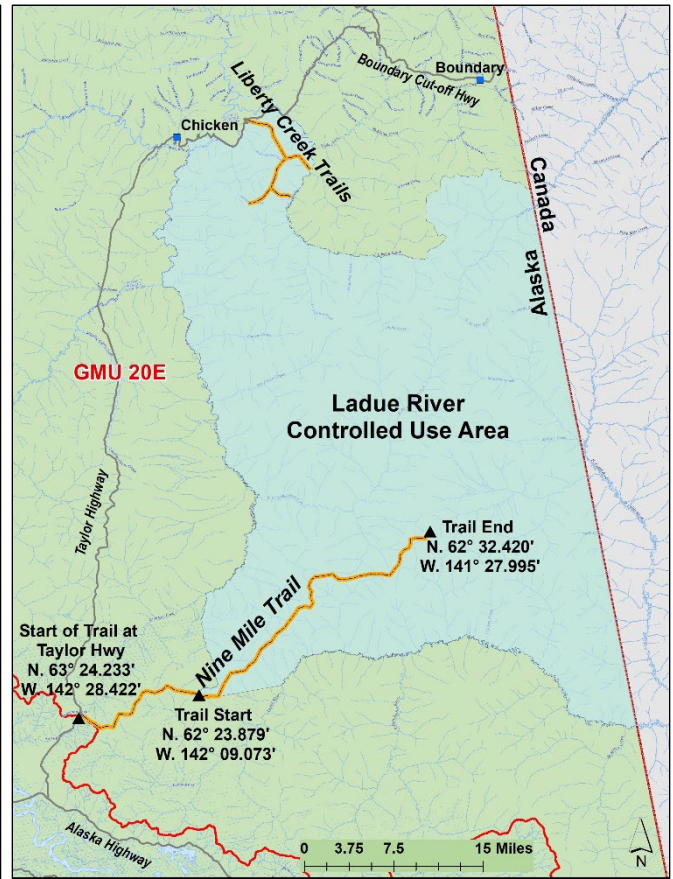 Boundary
Boundary Cut-off Hwy
Liberty Creek Trails
Chicken
Canada
Alaska
GMU 20E
Ladue River
Controlled Use Area
Taylor Highway
Trail End
N. 62° 32.420'
W. 141° 27.995'
Nine Mile Trail
Start of Trail at
Taylor Hwy
N. 63° 24.233'
W. 142° 28.422'
Trail Start
N. 62° 23.879'
W. 142° 09.073'
Alaska Highway
0 3.75 7.5 15 Miles
N